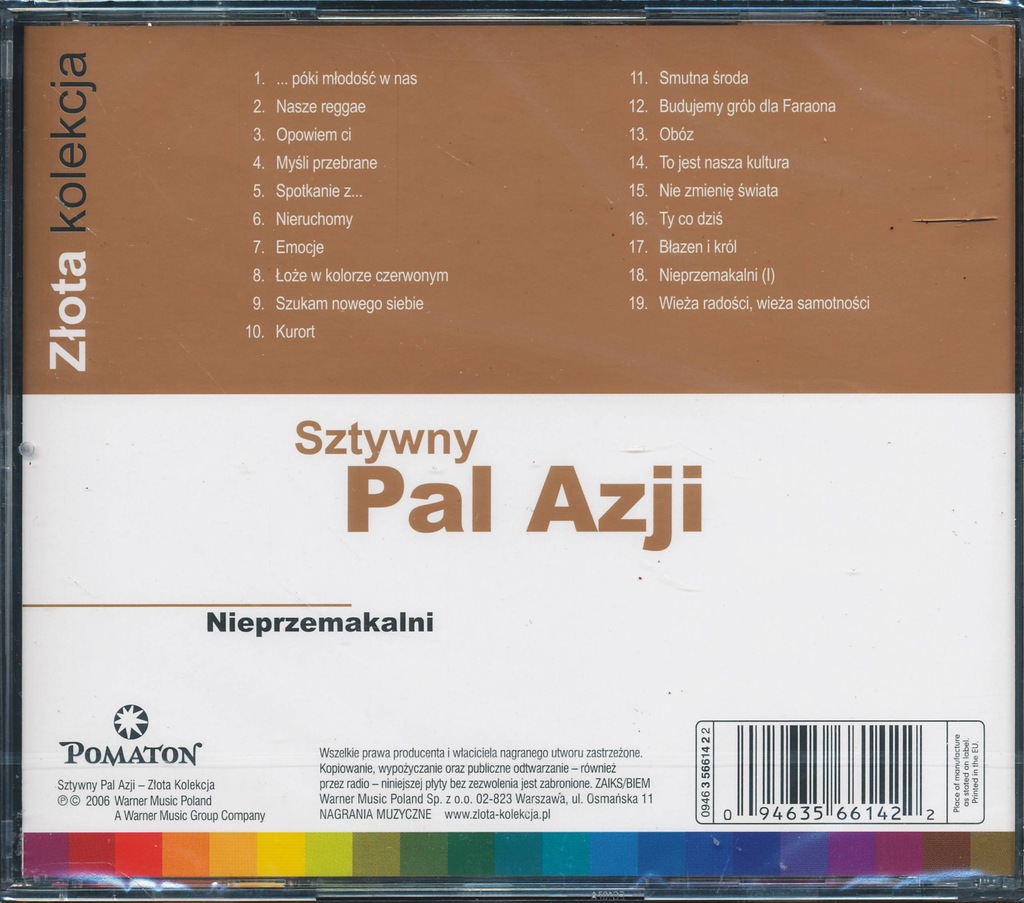 Złota kolekcja
1. ... póki młodość w nas
2. Nasze reggae
3. Opowiem ci
4. Myśli przebrane
5. Spotkanie z...
6. Nieruchomy
7. Emocje
8. Łoże w kolorze czerwonym
9. Szukam nowego siebie
10. Kurort
11. Smutna środa
12. Budujemy grób dla Faraona
13. Obóz
14. To jest nasza kultura
15. Nie zmienię świata
16. Ty co dziś
17. Błazen i król
18. Nieprzemakalni (I)
19. Wieża radości, wieża samotności
Sztywny
Pal Azji
Nieprzemakalni
POMATON
Sztywny Pal Azji – Złota Kolekcja
℗ © 2006 Warner Music Poland
A Warner Music Group Company
Wszelkie prawa producenta i właściciela nagranego utworu zastrzeżone.
Kopiowanie, wypożyczanie oraz publiczne odtwarzanie – również
przez radio – niniejszej płyty bez zezwolenia jest zabronione. ZAIKS/BIEM
Warner Music Poland Sp. z o.o. 02-823 Warszawa, ul. Osmańska 11
NAGRANIA MUZYCZNE www.zlota-kolekcja.pl
0946 3 566142 2
0 94635 66142 2
Place of manufacture
as stated on label.
Printed in the EU.